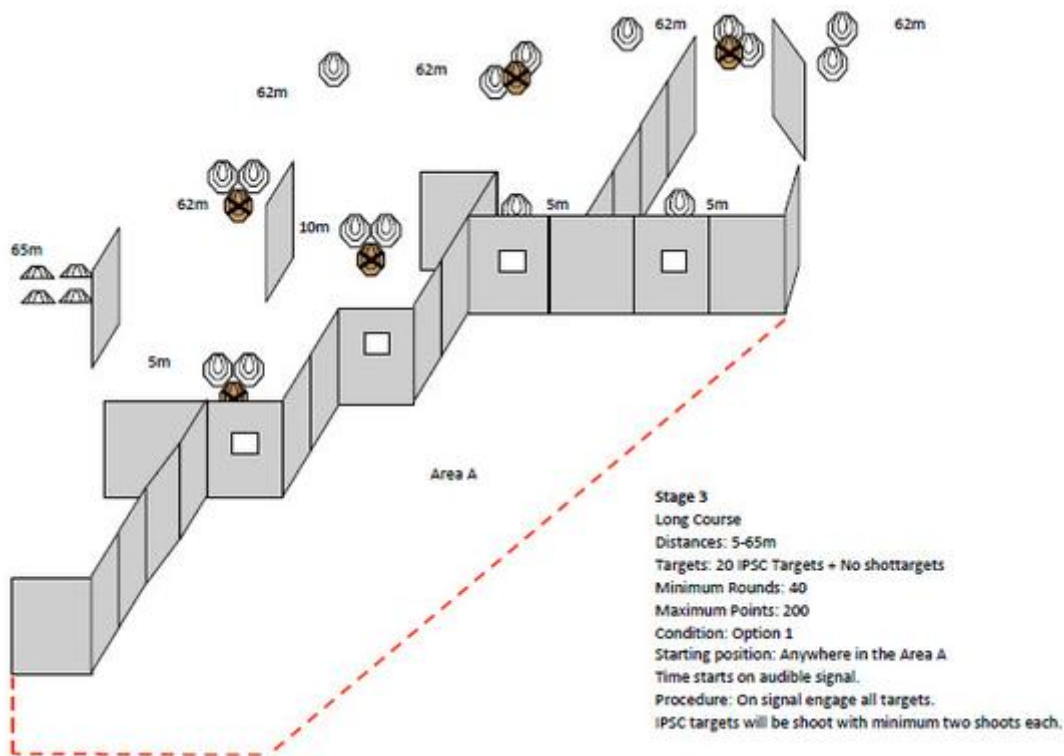 62m
62m
62m
62m
62m
5m
5m
10m
65m
5m
Area A
Stage 3
Long Course
Distances: 5-65m
Targets: 20 IPSC Targets + No shottargets
Minimum Rounds: 40
Maximum Points: 200
Condition: Option 1
Starting position: Anywhere in the Area A
Time starts on audible signal.
Procedure: On signal engage all targets.
IPSC targets will be shoot with minimum two shoots each.